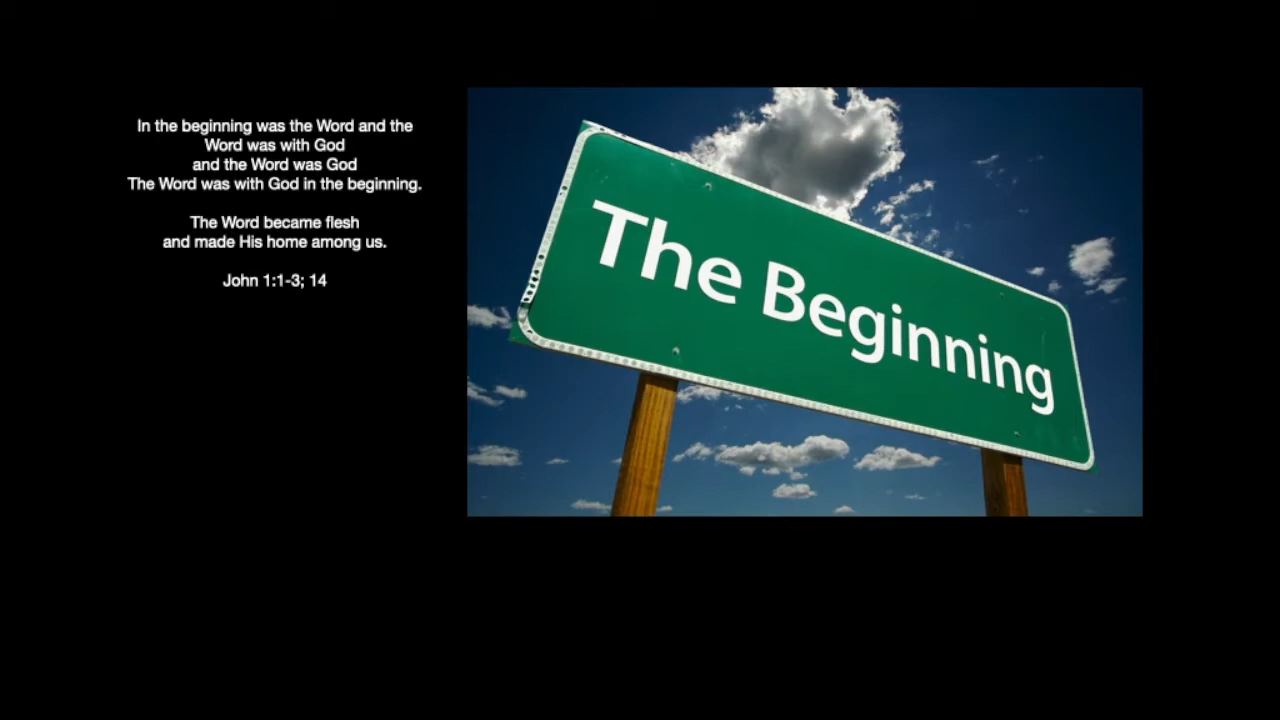 In the beginning was the Word and the
Word was with God
and the Word was God
The Word was with God in the beginning.
The Word became flesh
and made His home among us.
John 1:1-3; 14
The Beginning